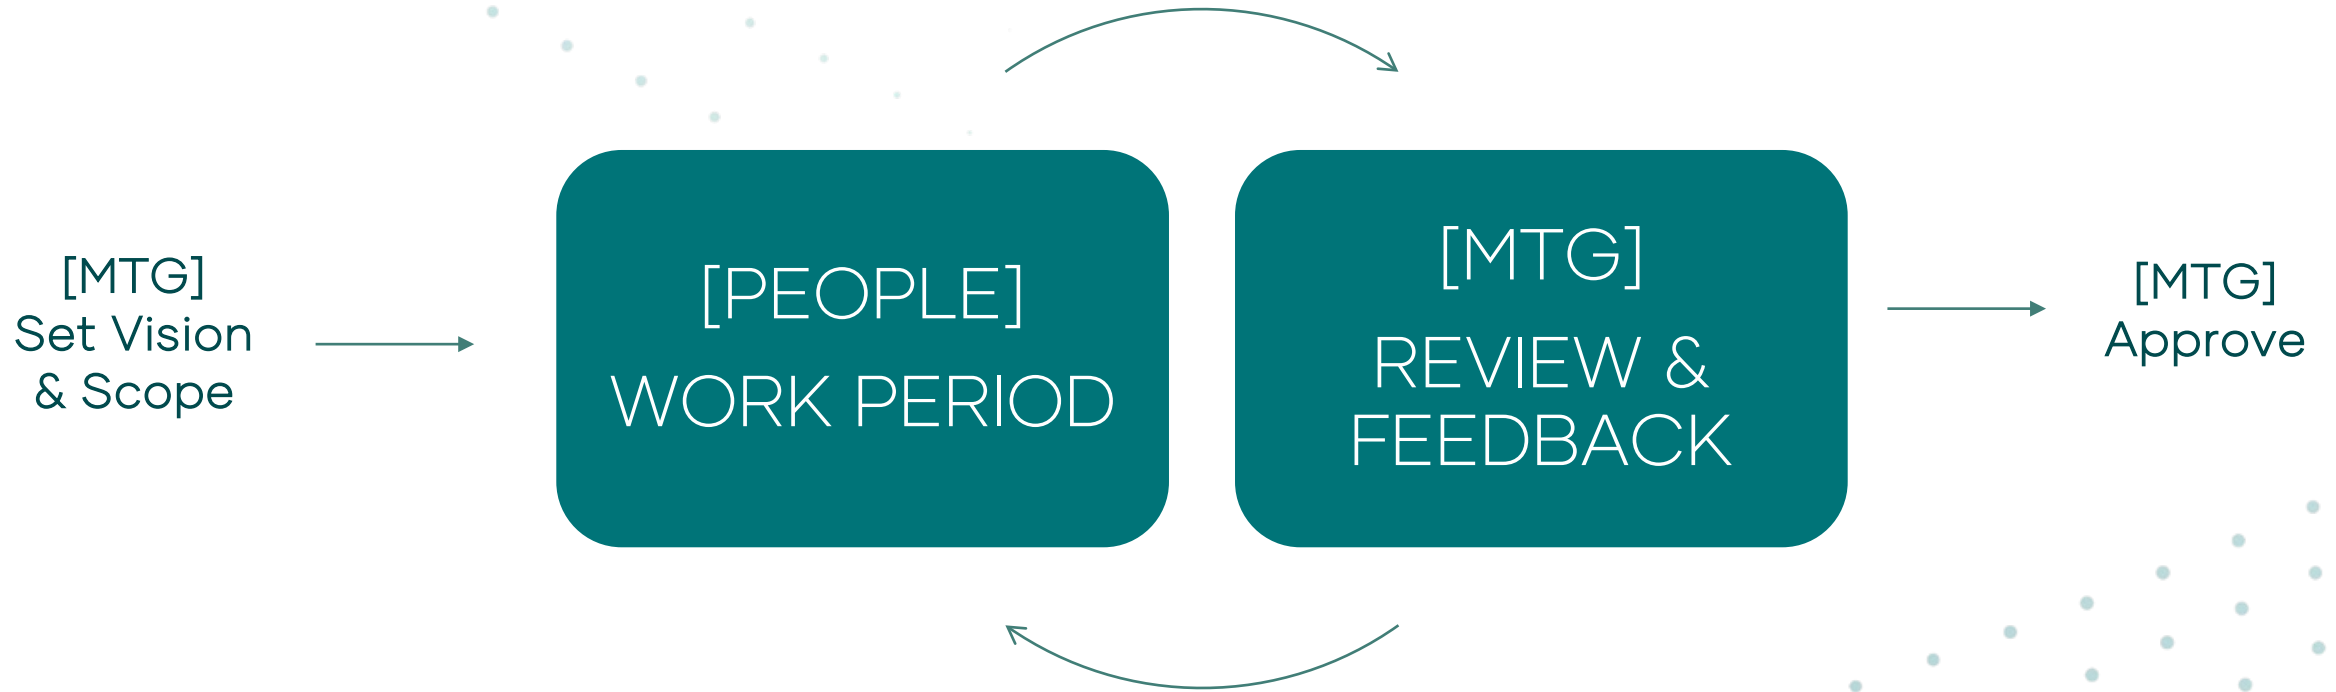 [MTG]
Set Vision
& Scope
[PEOPLE]
WORK PERIOD
[MTG]
REVIEW &
FEEDBACK
[MTG]
Approve